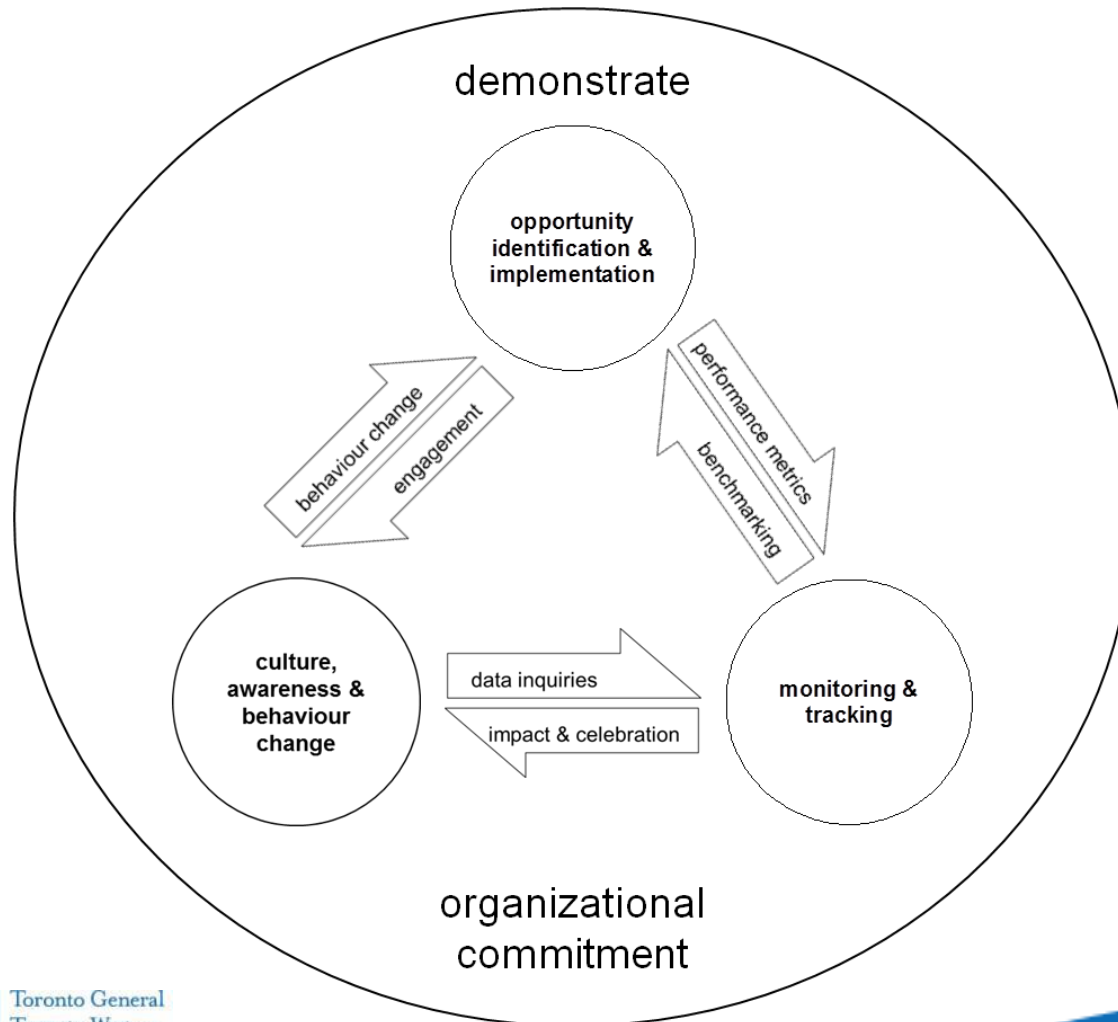 demonstrate
opportunity
identification &
implementation
behaviour change
engagement
performance metrics
benchmarking
culture,
awareness &
behaviour
change
data inquiries
impact & celebration
monitoring &
tracking
organizational
commitment
Toronto General
Toronto